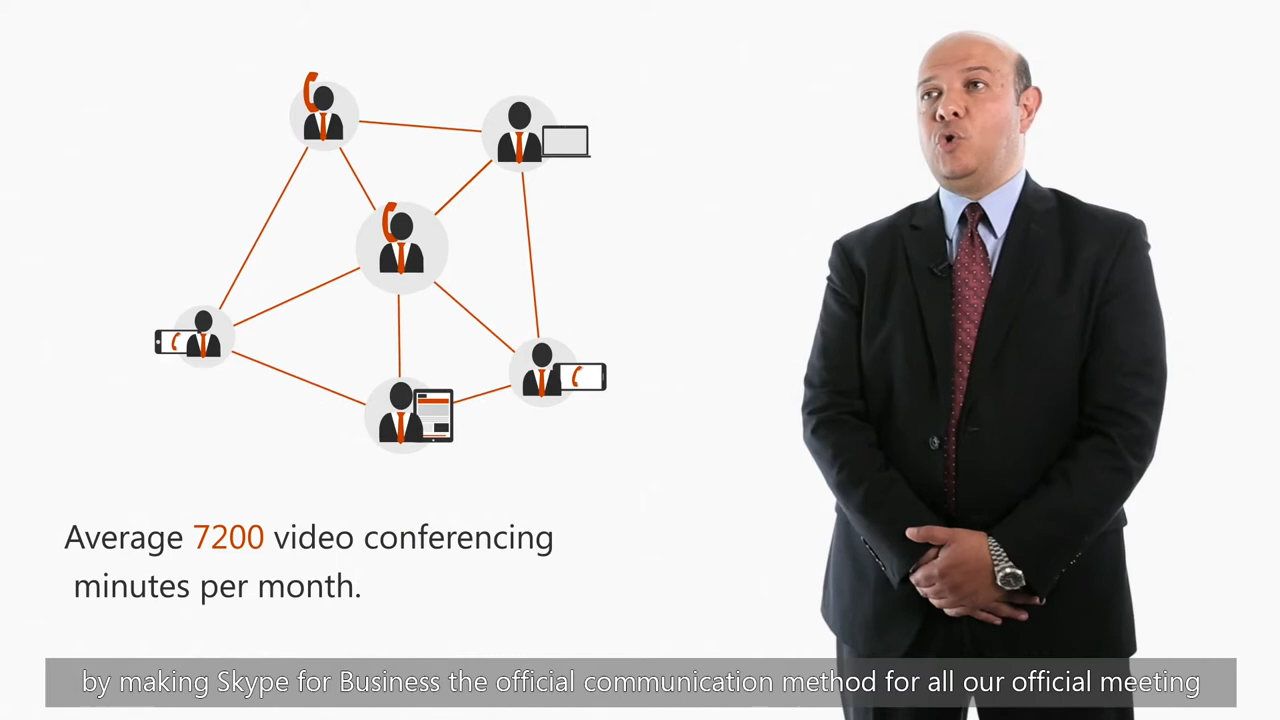 Average 7200 video conferencing
minutes per month.
by making Skype for Business the official communication method for all our official meeting